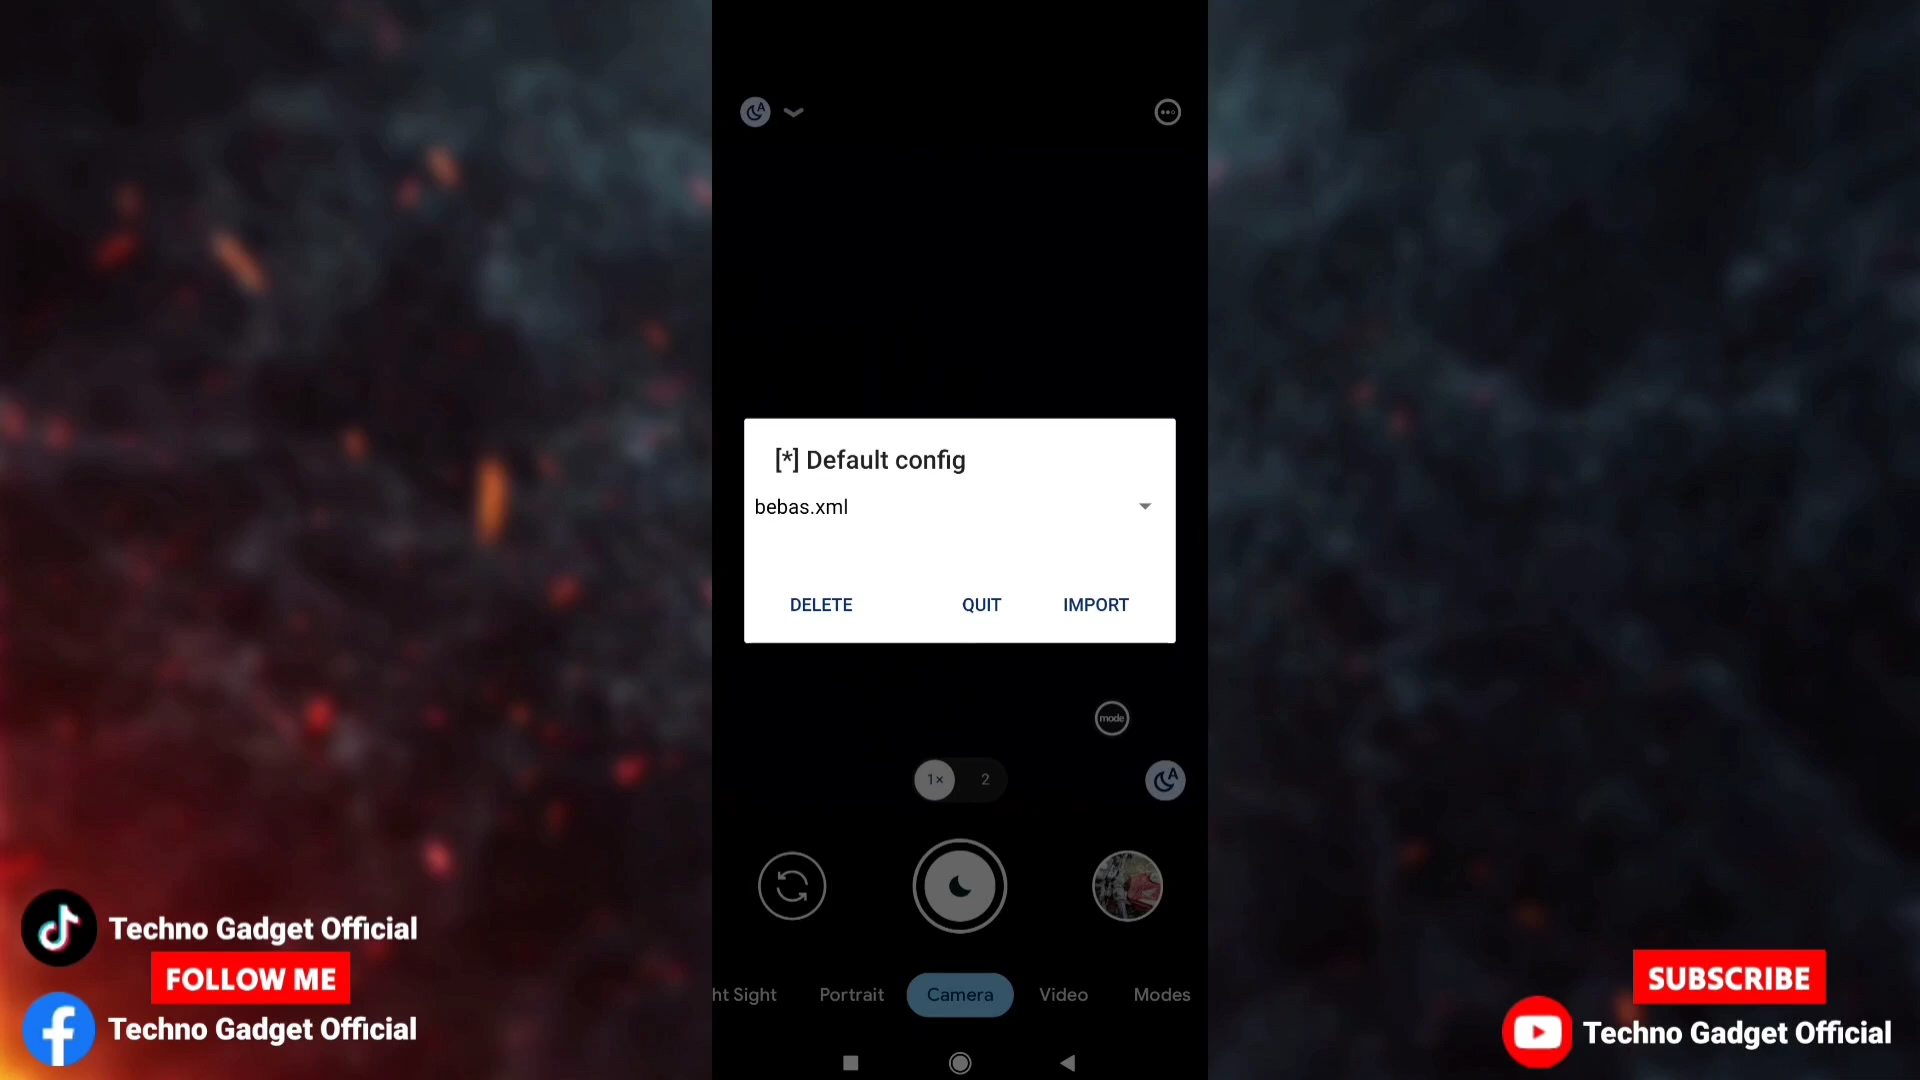 [*] Default config
bebas.xml
DELETE
QUIT
IMPORT
mode
1×
2
A
A
ht Sight
Portrait
Camera
Video
Modes
Techno Gadget Official
FOLLOW ME
Techno Gadget Official
SUBSCRIBE
Techno Gadget Official